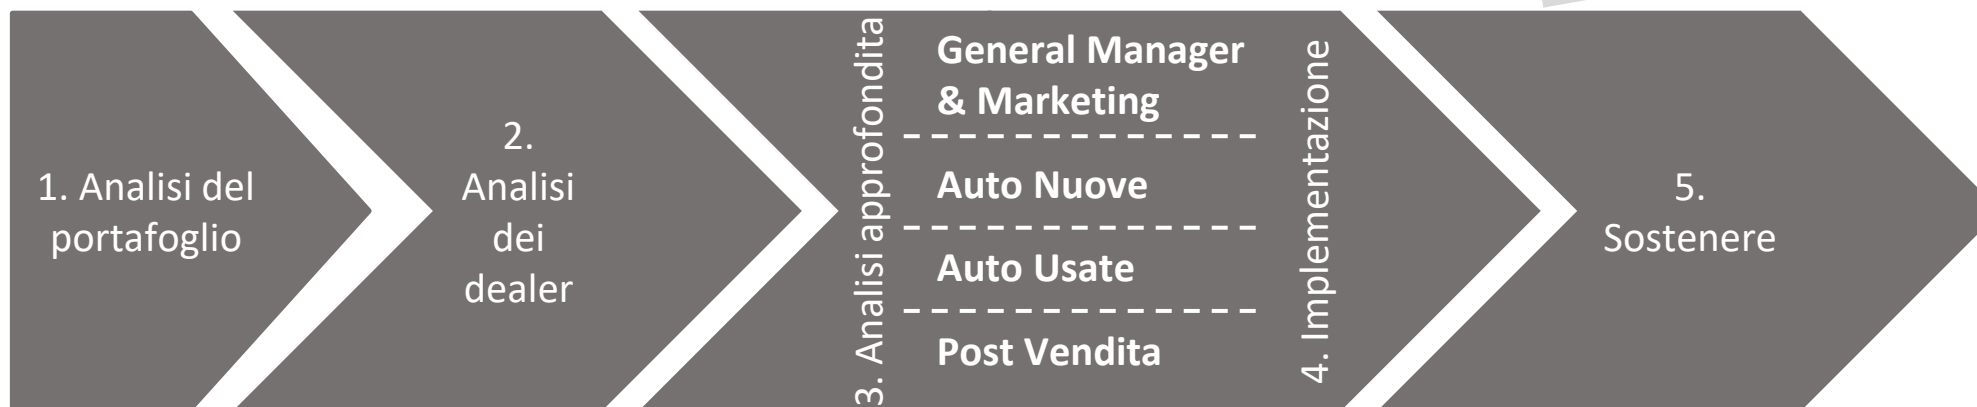 1. Analisi del
portafoglio
2.
Analisi
dei
dealer
3. Analisi approfondita
General Manager
& Marketing
Auto Nuove
Auto Usate
Post Vendita
4. Implementazione
5.
Sostenere